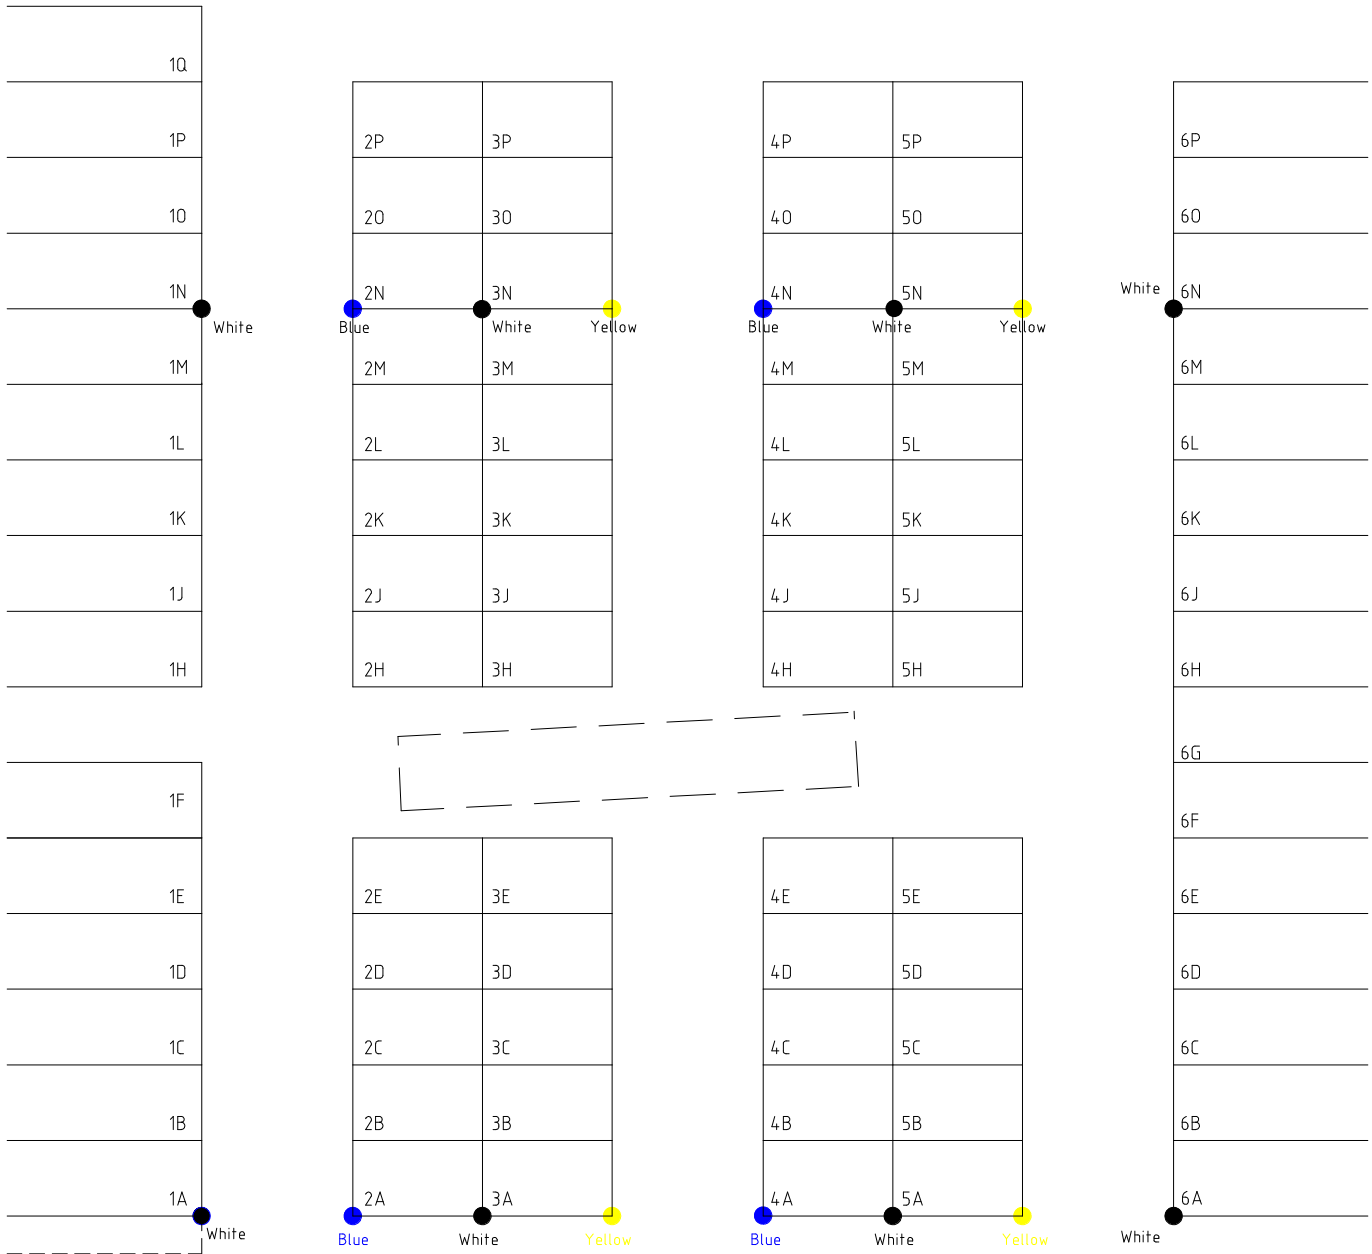 1Q
1P 2P 3P 4P 5P 6P
1O 2O 3O 4O 5O 6O
1N 2N 3N 4N 5N White 6N
White Blue White Yellow Blue White Yellow
1M 2M 3M 4M 5M 6M
1L 2L 3L 4L 5L 6L
1K 2K 3K 4K 5K 6K
1J 2J 3J 4J 5J 6J
1H 2H 3H 4H 5H 6H
6G
1F 6F
1E 2E 3E 4E 5E 6E
1D 2D 3D 4D 5D 6D
1C 2C 3C 4C 5C 6C
1B 2B 3B 4B 5B 6B
1A 2A 3A 4A 5A 6A
White Blue White Yellow Blue White Yellow White